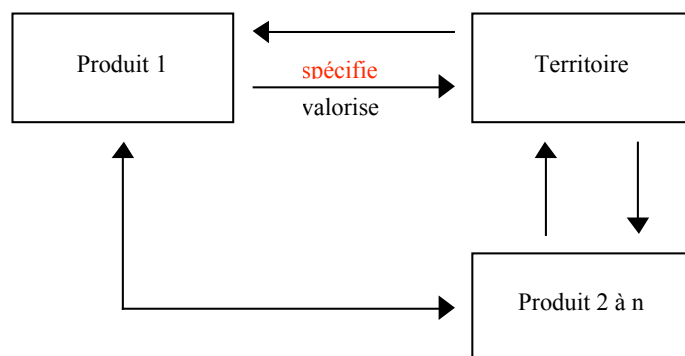 Produit 1
spécifie
valorise
Territoire
Produit 2 à n